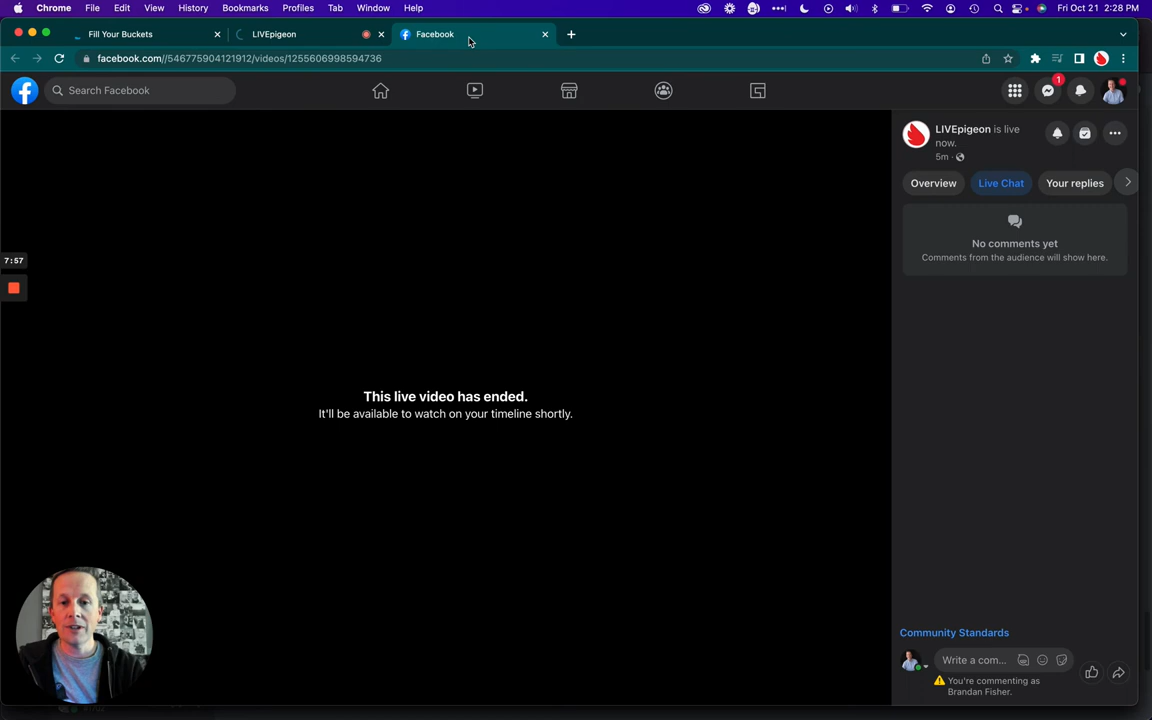 Chrome File Edit View History Bookmarks Profiles Tab Window Help Fri Oct 21 2:28 PM
Fill Your Buckets LIVEpigeon Facebook
facebook.com//546775904121912/videos/1255606998594736
Search Facebook
1
LIVEpigeon is live
now.
5m
Overview Live Chat Your replies
No comments yet
Comments from the audience will show here.
7:57
This live video has ended.
It'll be available to watch on your timeline shortly.
Community Standards
Write a com...
You're commenting as
Brandan Fisher.